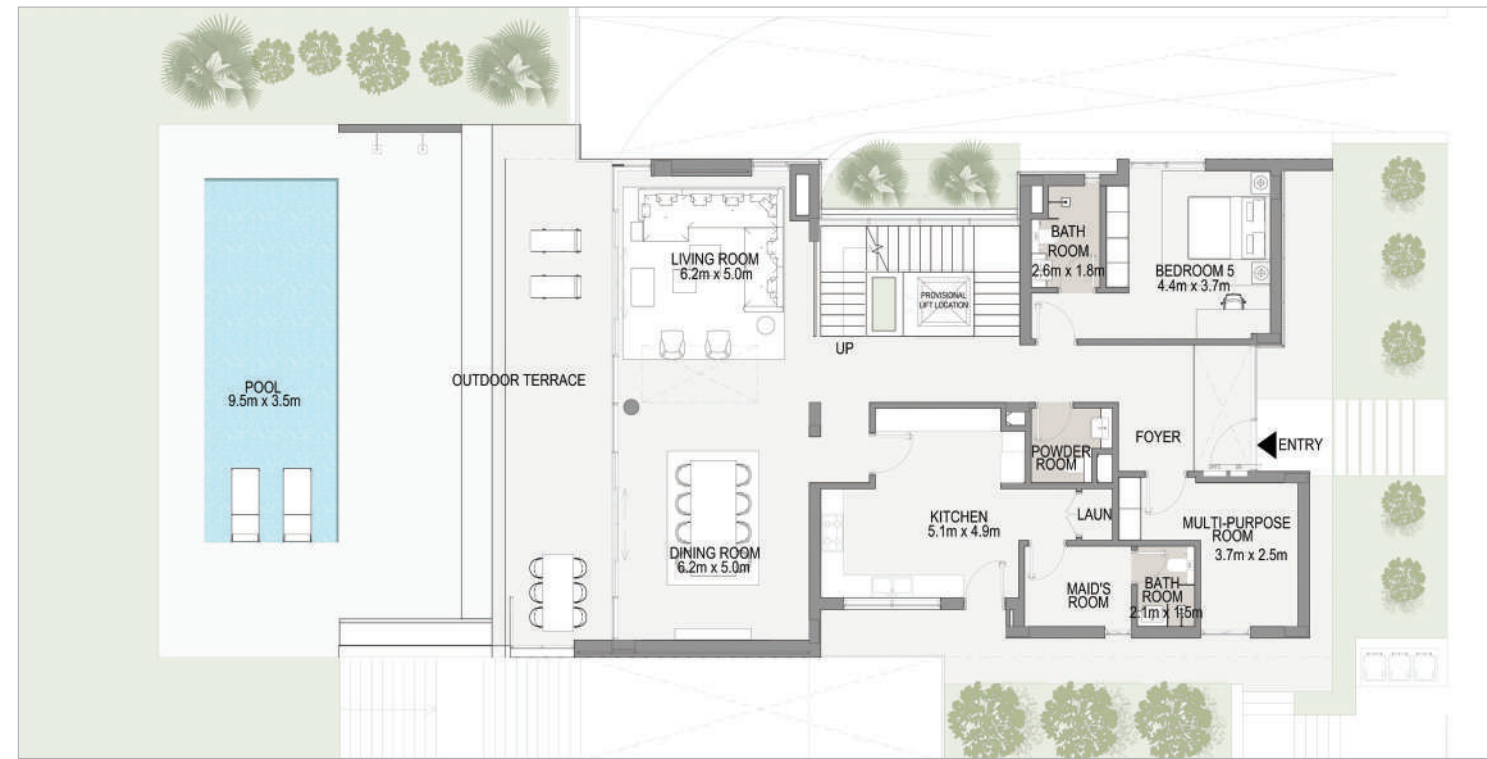 BATH
ROOM
2.6m x 1.8m
BEDROOM 5
4.4m x 3.7m
LIVING ROOM
6.2m x 5.0m
PROVISIONAL
LIFT LOCATION
UP
OUTDOOR TERRACE
POOL
9.5m x 3.5m
FOYER
ENTRY
POWDER
ROOM
KITCHEN
5.1m x 4.9m
LAUN
MULTI-PURPOSE
ROOM
3.7m x 2.5m
DINING ROOM
6.2m x 5.0m
MAID'S
ROOM
BATH
ROOM
2.1m x 1.5m